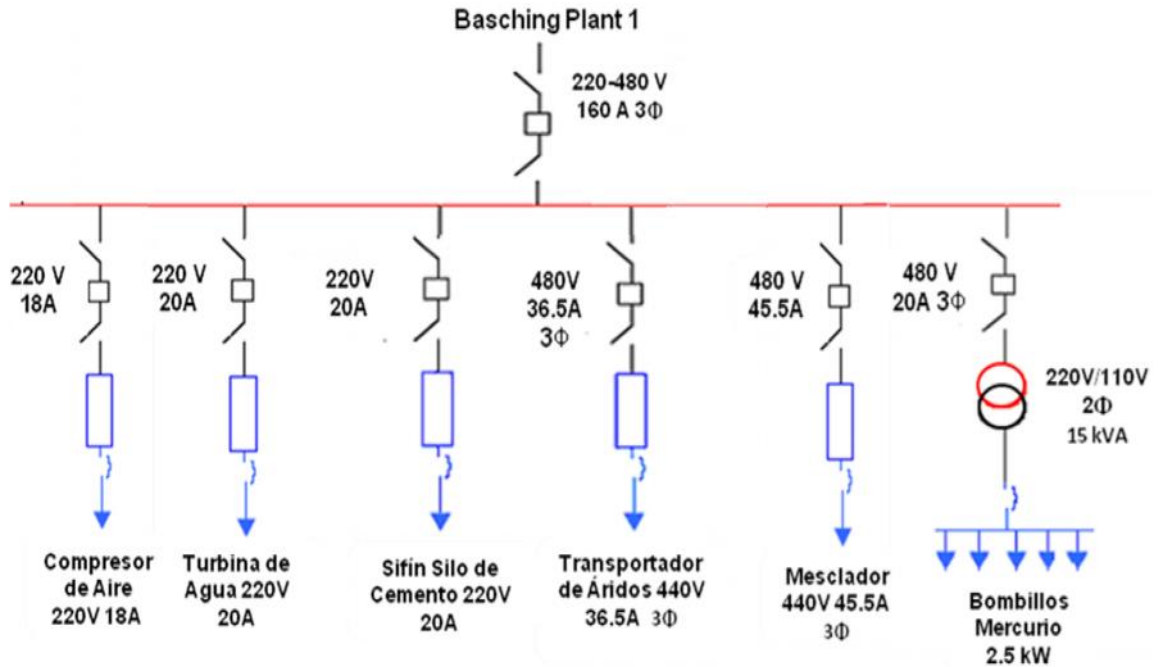 Basching Plant 1
220-480 V
160 A 3Φ
220 V
18A
220 V
20A
220V
20A
480V
36.5A
3Φ
480 V
45.5A
480 V
20A 3Φ
220V/110V
2Φ
15 kVA
Compresor
de Aire
220V 18A
Turbina de
Agua 220V
20A
Sifín Silo de
Cemento 220V
20A
Transportador
de Áridos 440V
36.5A 3Φ
Mesclador
440V 45.5A
3Φ
Bombillos
Mercurio
2.5 kW